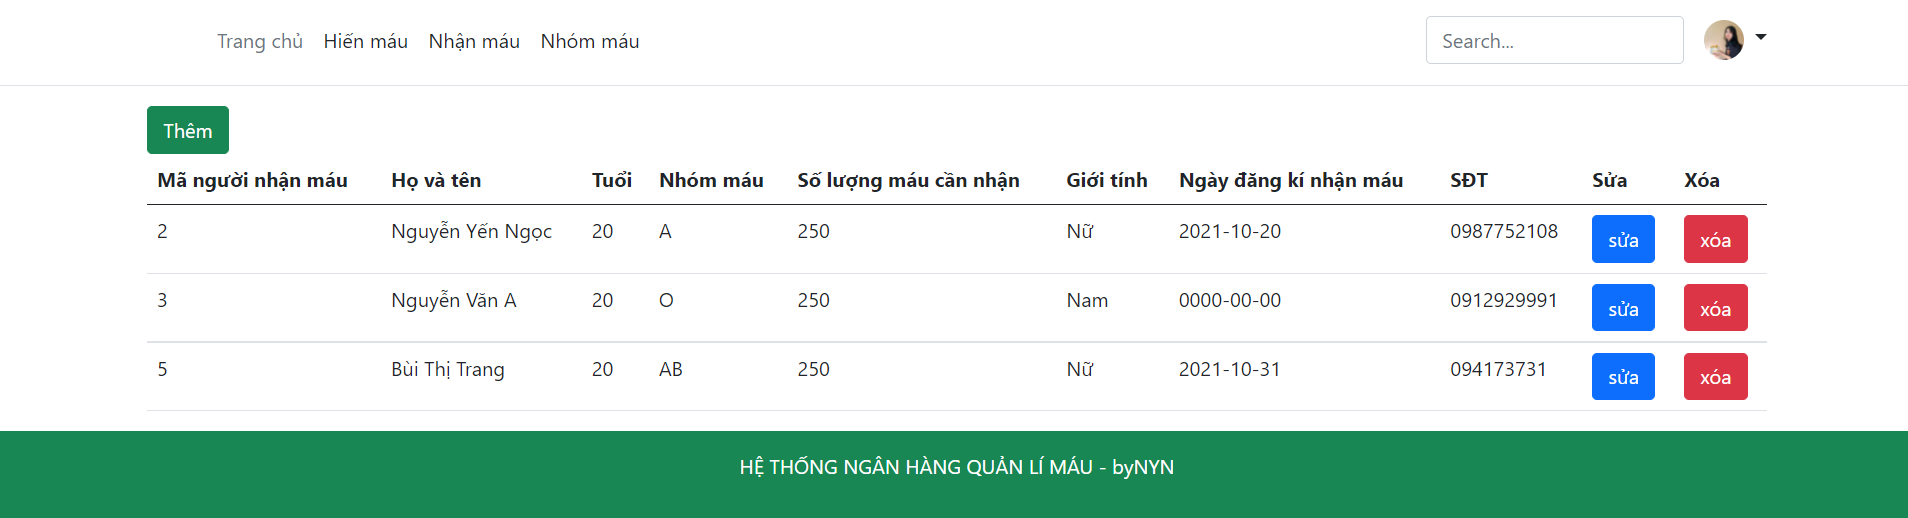 Trang chủ Hiến máu Nhận máu Nhóm máu Search...
Thêm
Mã người nhận máu Họ và tên Tuổi Nhóm máu Số lượng máu cần nhận Giới tính Ngày đăng kí nhận máu SĐT Sửa Xóa
2 Nguyễn Yến Ngọc 20 A 250 Nữ 2021-10-20 0987752108 sửa xóa
3 Nguyễn Văn A 20 O 250 Nam 0000-00-00 0912929991 sửa xóa
5 Bùi Thị Trang 20 AB 250 Nữ 2021-10-31 094173731 sửa xóa
HỆ THỐNG NGÂN HÀNG QUẢN LÍ MÁU - byNYN